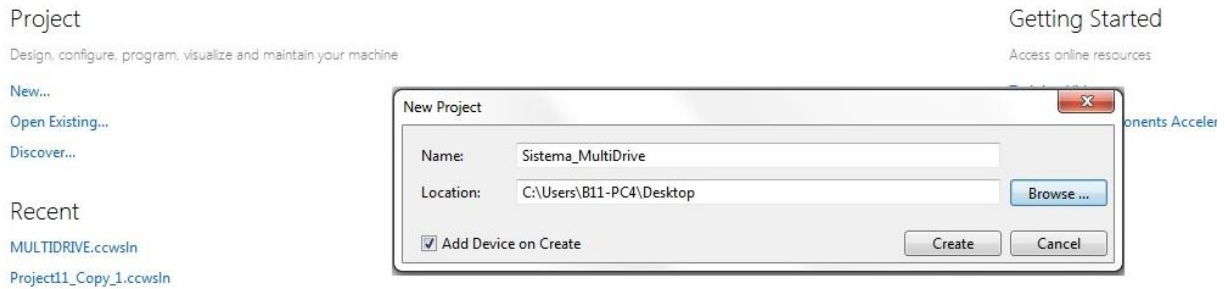 Project
Design, configure, program, visualize and maintain your machine
New...
Open Existing...
Discover...
Recent
MULTIDRIVE.ccwsln
Project11_Copy_1.ccwsln
Getting Started
Access online resources
onents Acceler
New Project
Name: Sistema_MultiDrive
Location: C:\Users\B11-PC4\Desktop Browse ...
Add Device on Create Create Cancel